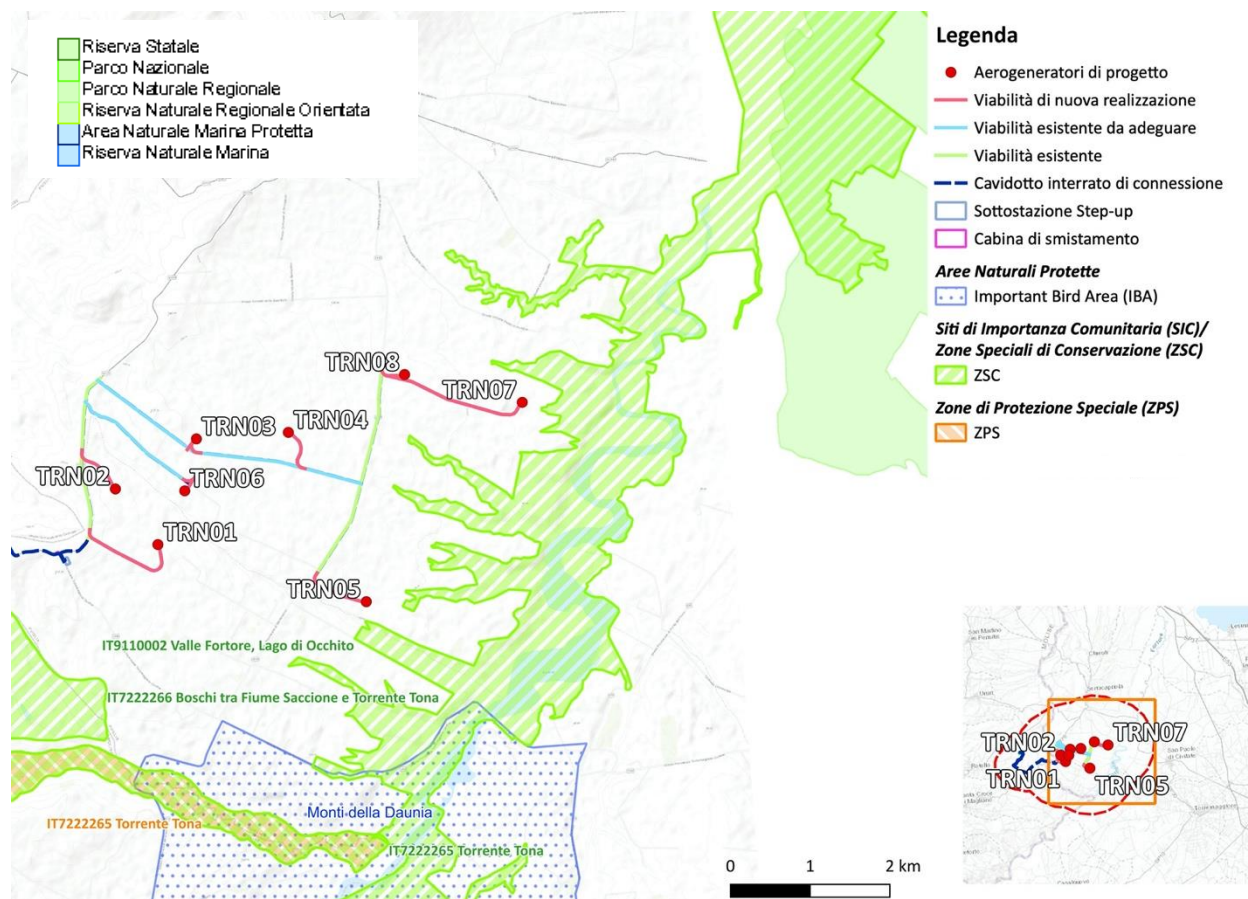 Riserva Statale
Parco Nazionale
Parco Naturale Regionale
Riserva Naturale Regionale Orientata
Area Naturale Marina Protetta
Riserva Naturale Marina
Legenda
Aerogeneratori di progetto
Viabilità di nuova realizzazione
Viabilità esistente da adeguare
Viabilità esistente
Cavidotto interrato di connessione
Sottostazione Step-up
Cabina di smistamento
Aree Naturali Protette
Important Bird Area (IBA)
Siti di Importanza Comunitaria (SIC)/
Zone Speciali di Conservazione (ZSC)
ZSC
Zone di Protezione Speciale (ZPS)
ZPS
TRN08
TRN07
TRN03
TRN04
TRN02
TRN06
TRN01
TRN05
IT9110002 Valle Fortore, Lago di Occhito
IT7222266 Boschi tra Fiume Saccione e Torrente Tona
Monti della Daunia
IT7222265 Torrente Tona
IT7222265 Torrente Tona
0 1 2 km
San Martino
MOLISE
TRN02
TRN07
TRN01
TRN05